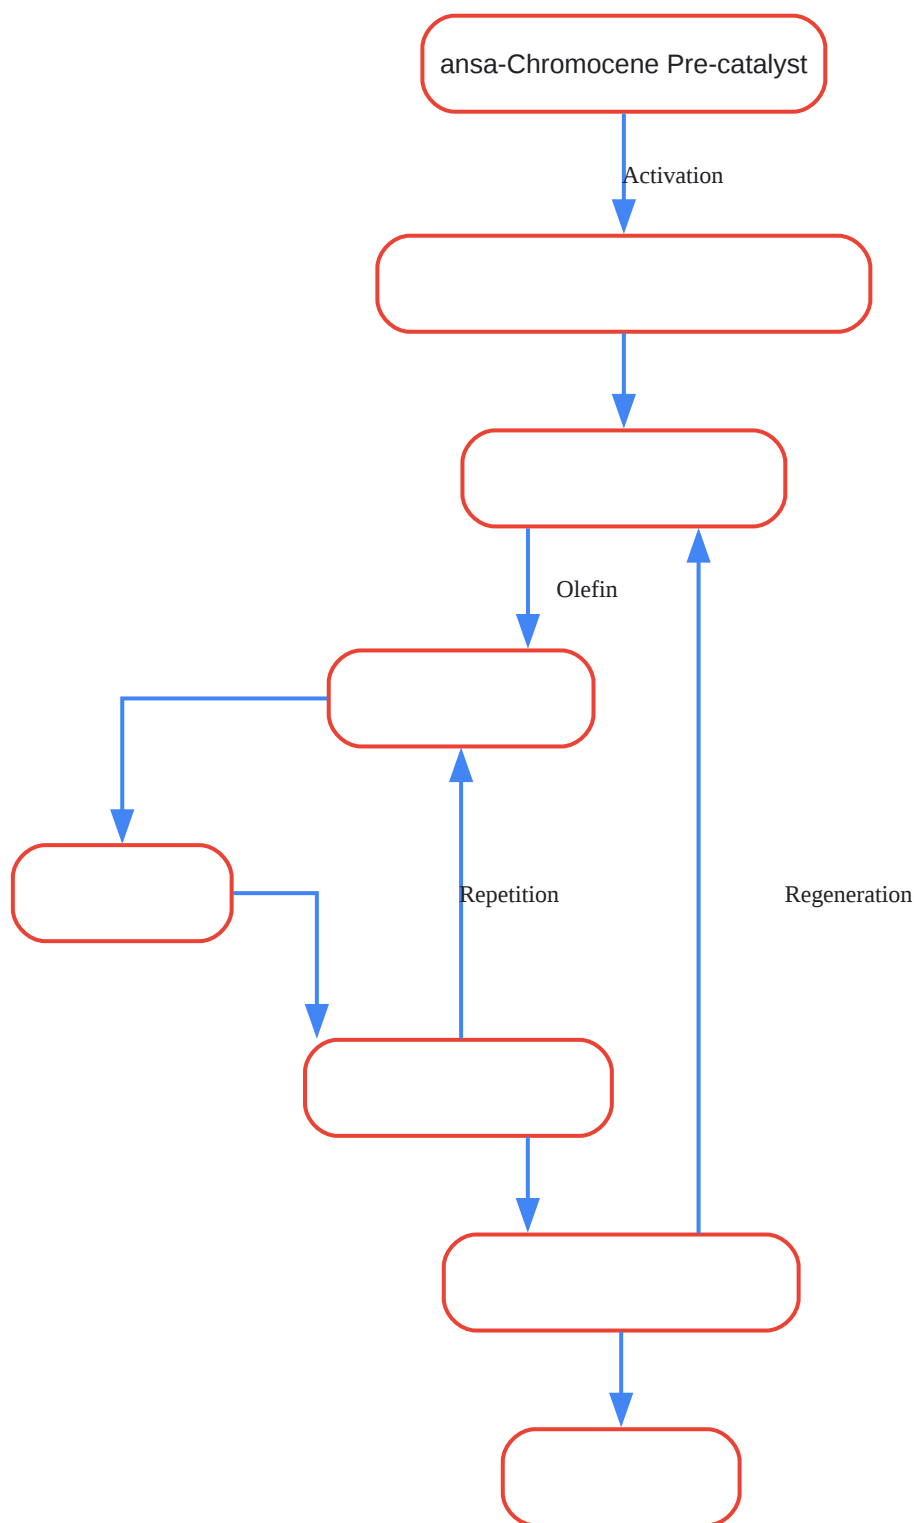 ansa-Chromocene Pre-catalyst
Activation
Olefin
Repetition
Regeneration